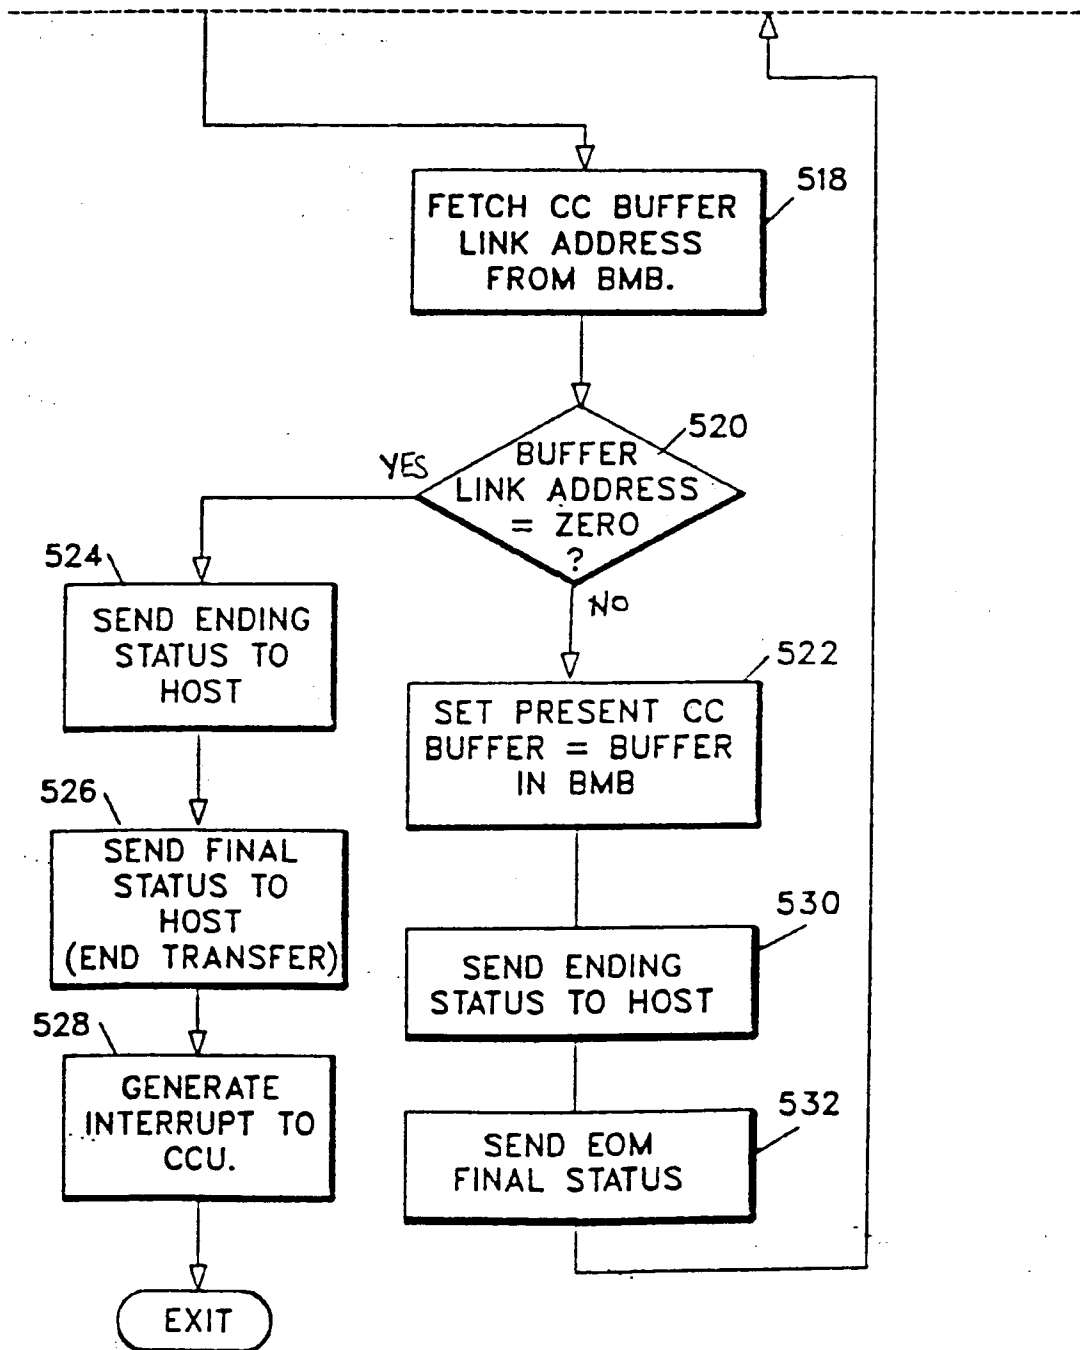 518
FETCH CC BUFFER
LINK ADDRESS
FROM BMB.
520
BUFFER
LINK ADDRESS
= ZERO
?
YES
NO
524
SEND ENDING
STATUS TO
HOST
522
SET PRESENT CC
BUFFER = BUFFER
IN BMB
526
SEND FINAL
STATUS TO
HOST
(END TRANSFER)
530
SEND ENDING
STATUS TO HOST
528
GENERATE
INTERRUPT TO
CCU.
532
SEND EOM
FINAL STATUS
EXIT